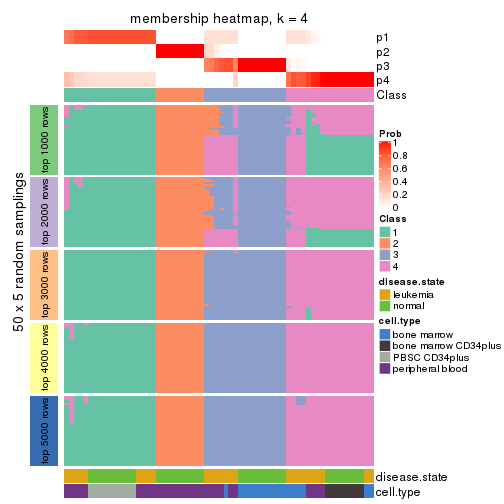 membership heatmap, k = 4
p1
p2
p3
p4
Class
50 x 5 random samplings
top 1000 rows
top 2000 rows
top 3000 rows
top 4000 rows
top 5000 rows
disease.state
cell.type
Prob
1
0.8
0.6
0.4
0.2
0
Class
1
2
3
4
disease.state
leukemia
normal
cell.type
bone marrow
bone marrow CD34plus
PBSC CD34plus
peripheral blood